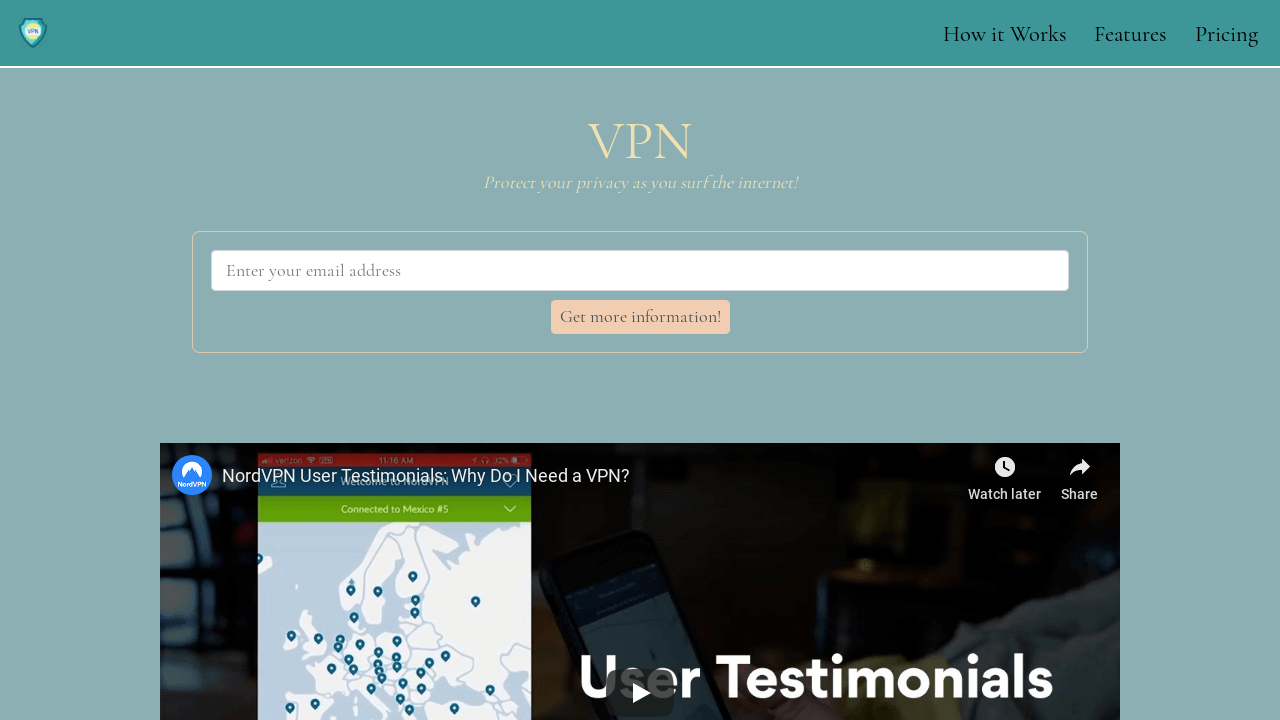 VPN
How it Works
Features
Pricing
VPN
Protect your privacy as you surf the internet!
Enter your email address
Get more information!
NordVPN
NordVPN User Testimonials: Why Do I Need a VPN?
Watch later
Share
Verizon
11:16 AM
32%
Welcome to NordVPN
Connected to Mexico #5
User Testimonials